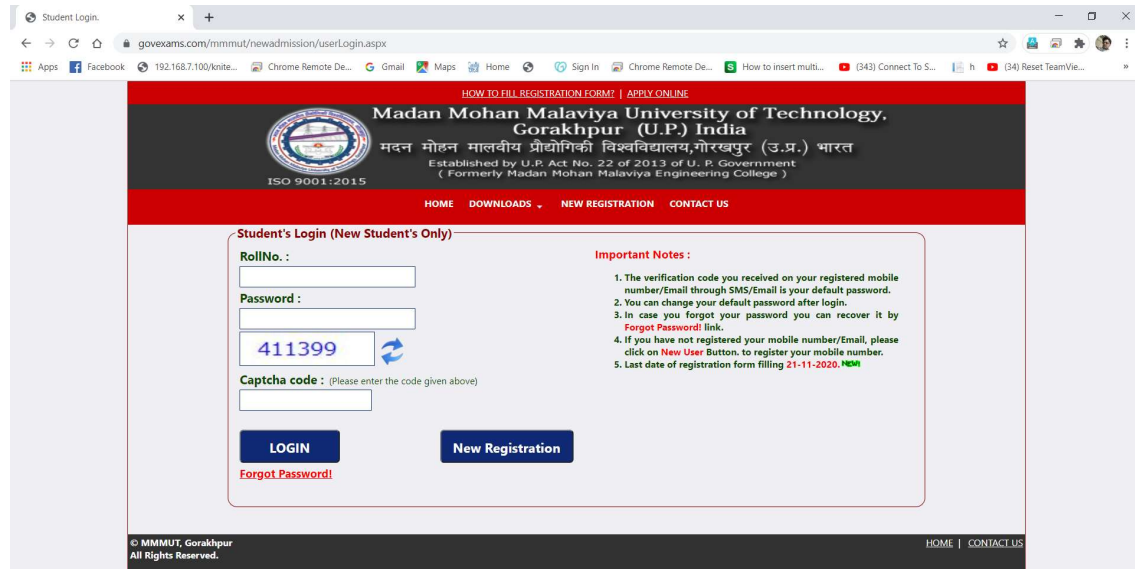 Student Login.
govexams.com/mmmut/newadmission/userLogin.aspx
Apps Facebook 192.168.7.100/knite... Chrome Remote De... Gmail Maps Home Sign In Chrome Remote De... How to insert multi... (343) Connect To S... h (34) Reset TeamVie... »
HOW TO FILL REGISTRATION FORM? | APPLY ONLINE
Madan Mohan Malaviya University of Technology,
Gorakhpur (U.P.) India
मदन मोहन मालवीय प्रौद्योगिकी विश्वविद्यालय,गोरखपुर (उ.प्र.) भारत
Established by U.P. Act No. 22 of 2013 of U. P. Government
( Formerly Madan Mohan Malaviya Engineering College )
ISO 9001:2015
HOME DOWNLOADS NEW REGISTRATION CONTACT US
Student's Login (New Student's Only)
RollNo. :
Password :
411399
Captcha code : (Please enter the code given above)
LOGIN New Registration
Forgot Password!
Important Notes :
1. The verification code you received on your registered mobile
number/Email through SMS/Email is your default password.
2. You can change your default password after login.
3. In case you forgot your password you can recover it by
Forgot Password! link.
4. If you have not registered your mobile number/Email, please
click on New User Button. to register your mobile number.
5. Last date of registration form filling 21-11-2020. NEW!
© MMMUT, Gorakhpur
All Rights Reserved.
HOME | CONTACT US